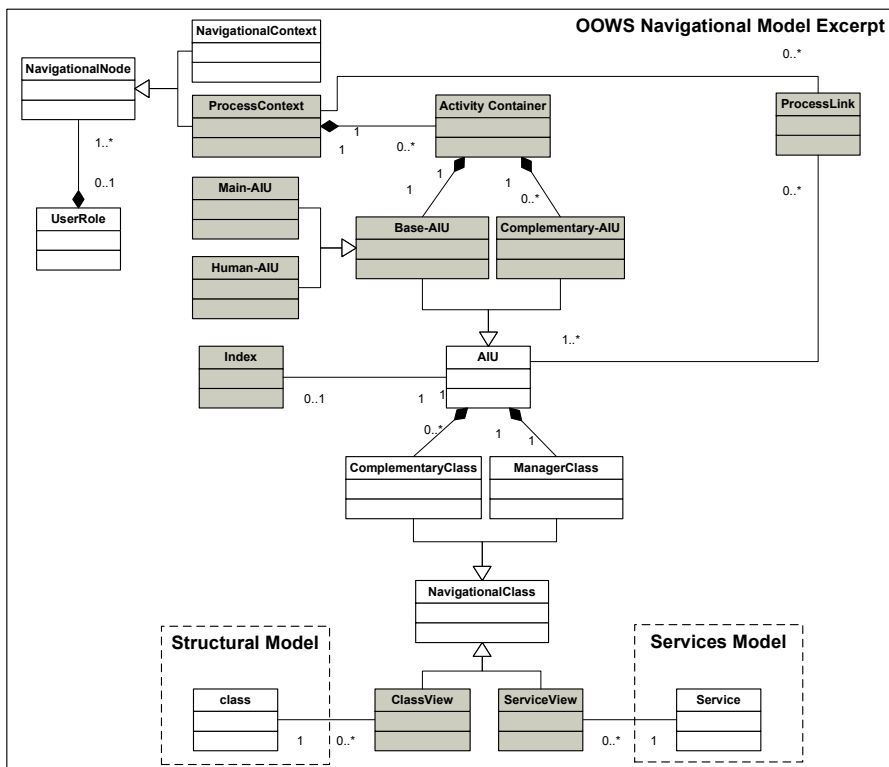 OOWS Navigational Model Excerpt
NavigationalContext
NavigationalNode
0..*
ProcessContext
Activity Container
ProcessLink
1
1
0..*
1..*
1
1
0..*
0..1
1
0..*
Main-AIU
UserRole
Base-AIU
Complementary-AIU
Human-AIU
1..*
Index
AIU
0..1
1
1
0..*
1
1
ComplementaryClass
ManagerClass
NavigationalClass
Structural Model
Services Model
class
ClassView
ServiceView
Service
1
0..*
0..*
1